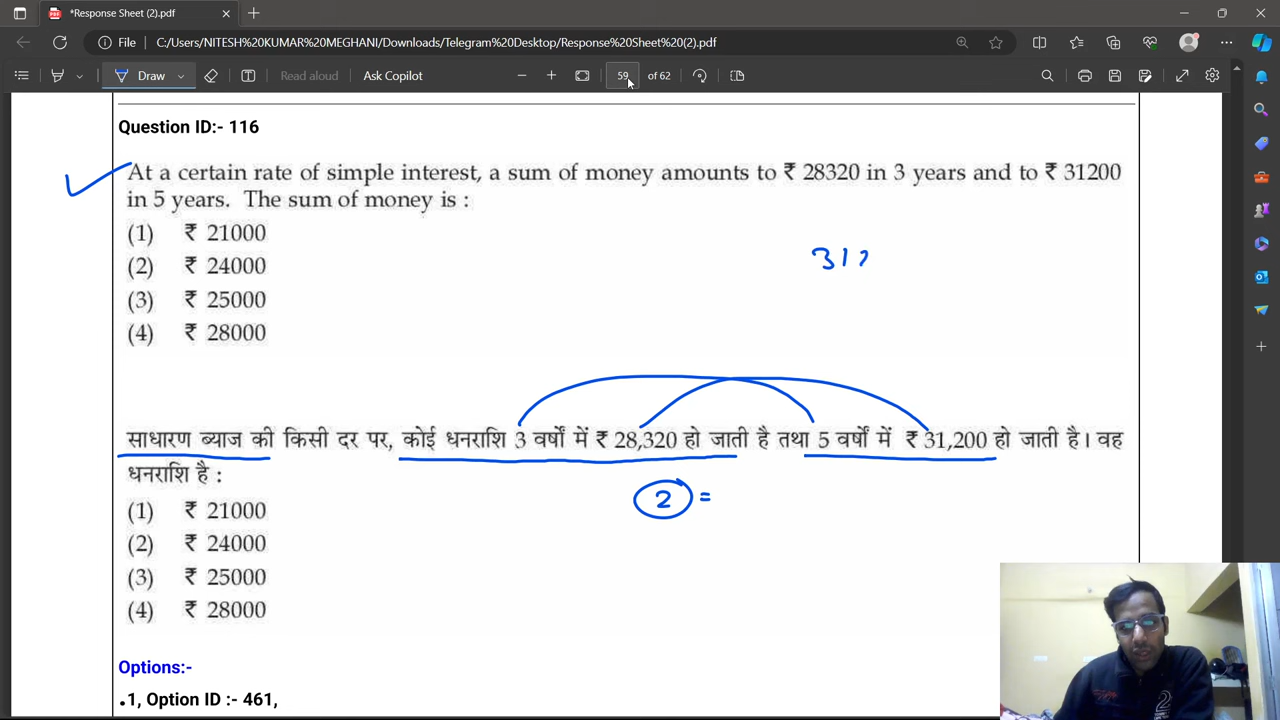 *Response Sheet (2).pdf
File C:/Users/NITESH%20KUMAR%20MEGHANI/Downloads/Telegram%20Desktop/Response%20Sheet%20(2).pdf
Draw Read aloud Ask Copilot 59 of 62
Question ID:- 116
At a certain rate of simple interest, a sum of money amounts to ₹ 28320 in 3 years and to ₹ 31200
in 5 years. The sum of money is :
(1) ₹ 21000
(2) ₹ 24000
(3) ₹ 25000
(4) ₹ 28000
312
साधारण ब्याज की किसी दर पर, कोई धनराशि 3 वर्षों में ₹ 28,320 हो जाती है तथा 5 वर्षों में ₹ 31,200 हो जाती है। वह
धनराशि है :
2 =
(1) ₹ 21000
(2) ₹ 24000
(3) ₹ 25000
(4) ₹ 28000
Options:-
.1, Option ID :- 461,